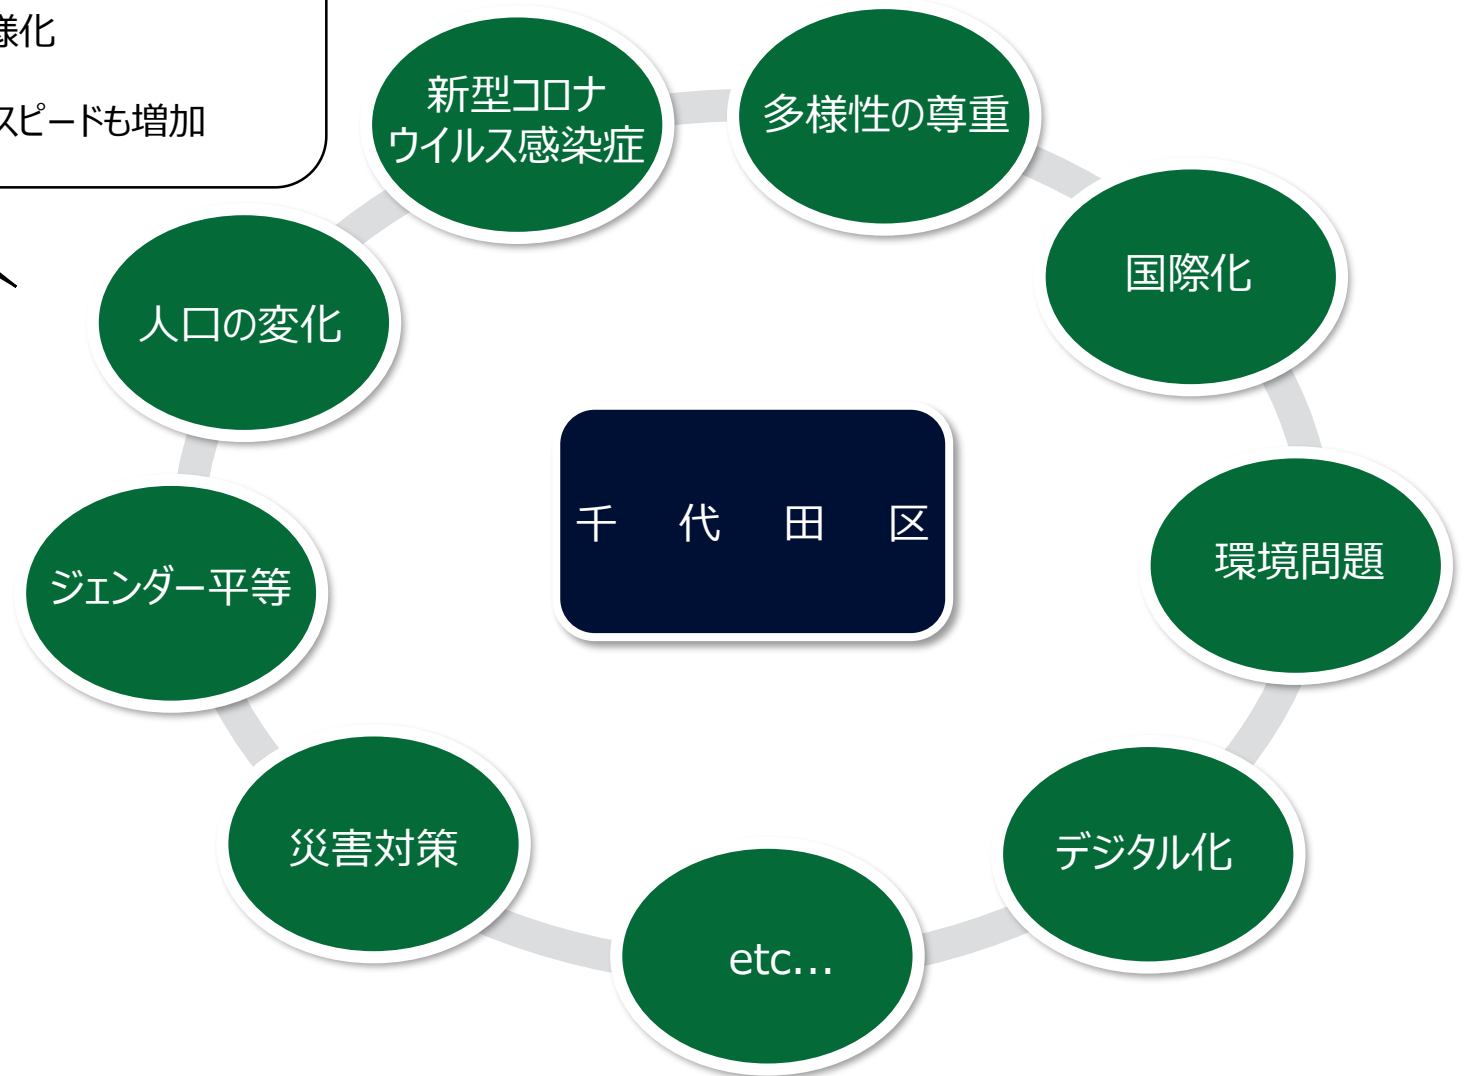 様化
スピードも増加
新型コロナ
ウイルス感染症
多様性の尊重
国際化
人口の変化
千代田区
環境問題
ジェンダー平等
災害対策
デジタル化
etc…